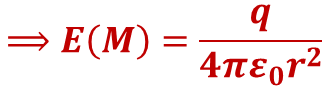 ⟹ E(M) = q / (4πε₀r²)